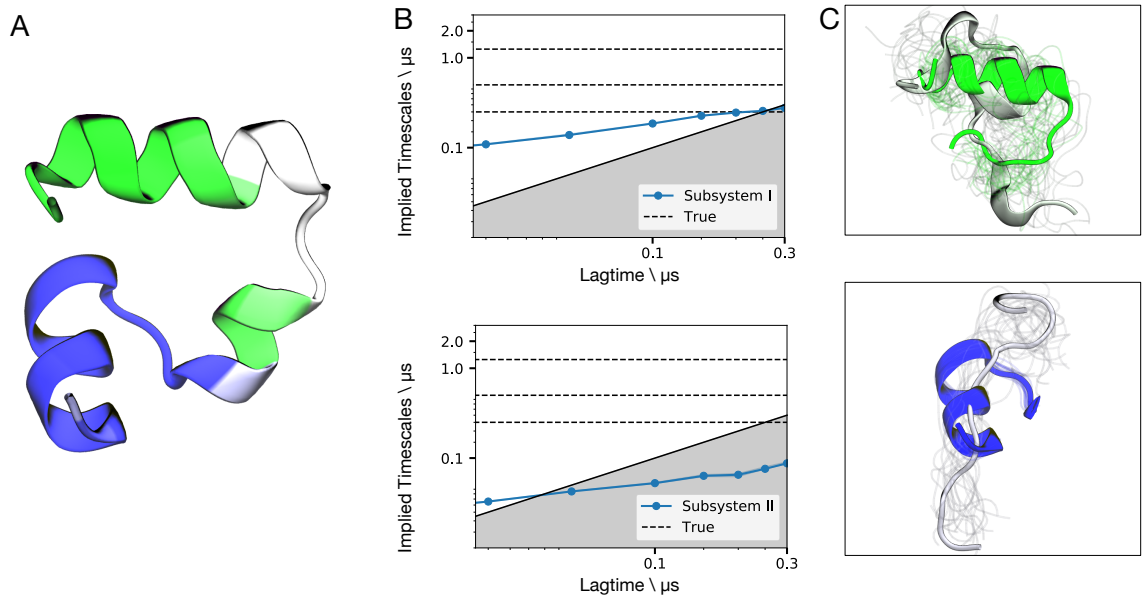 A
B
C
2.0
1.0
0.1
Implied Timescales \ μs
Subsystem I
True
0.1
0.3
Lagtime \ μs
2.0
1.0
0.1
Implied Timescales \ μs
Subsystem II
True
0.1
0.3
Lagtime \ μs